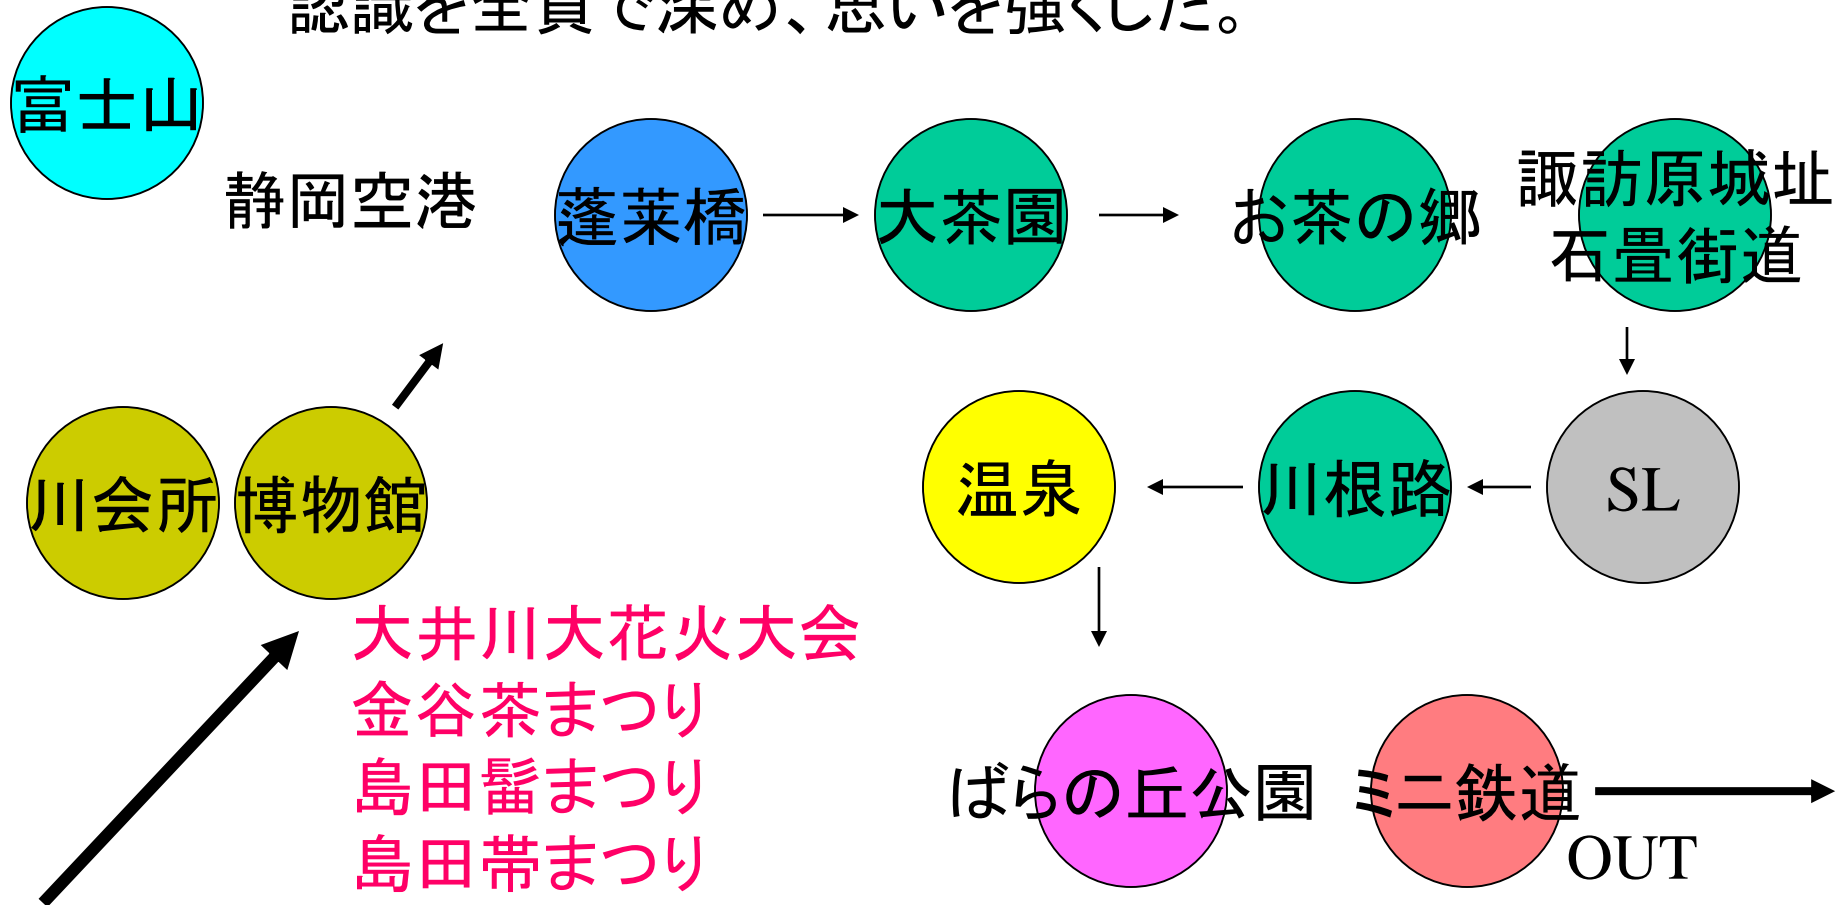 認識を全員で深め、思いを強くした。
富士山
静岡空港
蓬莱橋
大茶園
お茶の郷
諏訪原城址
石畳街道
川会所
博物館
温泉
川根路
SL
大井川大花火大会
金谷茶まつり
島田髷まつり
島田帯まつり
ばらの丘公園
ミニ鉄道
OUT